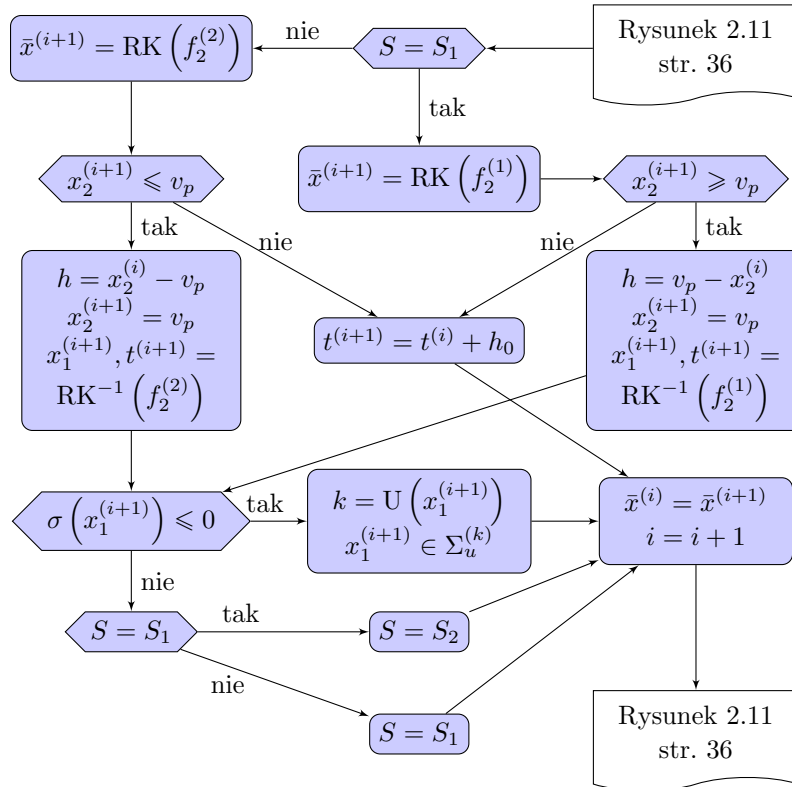 x̄^{(i+1)} = RK (f_2^{(2)})
nie
S = S_1
Rysunek 2.11
str. 36
tak
x_2^{(i+1)} ⩽ v_p
x̄^{(i+1)} = RK (f_2^{(1)})
x_2^{(i+1)} ⩾ v_p
tak
nie
nie
tak
h = x_2^{(i)} − v_p
x_2^{(i+1)} = v_p
x_1^{(i+1)}, t^{(i+1)} =
RK^{−1} (f_2^{(2)})
t^{(i+1)} = t^{(i)} + h_0
h = v_p − x_2^{(i)}
x_2^{(i+1)} = v_p
x_1^{(i+1)}, t^{(i+1)} =
RK^{−1} (f_2^{(1)})
σ (x_1^{(i+1)}) ⩽ 0
tak
k = U (x_1^{(i+1)})
x_1^{(i+1)} ∈ Σ_u^{(k)}
x̄^{(i)} = x̄^{(i+1)}
i = i + 1
nie
S = S_1
tak
S = S_2
nie
S = S_1
Rysunek 2.11
str. 36